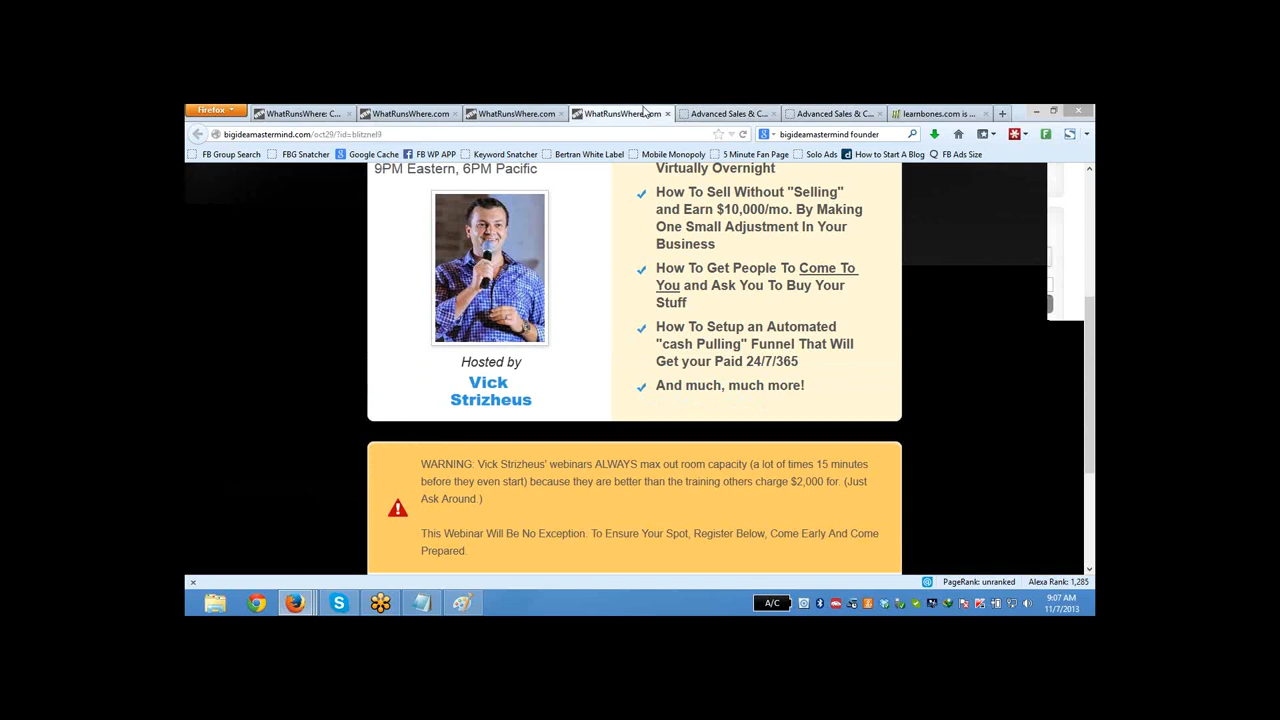 Firefox
WhatRunsWhere: C...
WhatRunsWhere.com
WhatRunsWhere.com
WhatRunsWhere.com
Advanced Sales & C...
Advanced Sales & C...
learnbones.com is ...
bigideamastermind.com/oct29/?id=blitznel9
bigideamastermind founder
FB Group Search
FBG Snatcher
Google Cache
FB WP APP
Keyword Snatcher
Bertran White Label
Mobile Monopoly
5 Minute Fan Page
Solo Ads
How to Start A Blog
FB Ads Size
9PM Eastern, 6PM Pacific
Hosted by
Vick
Strizheus
Virtually Overnight
How To Sell Without "Selling"
and Earn $10,000/mo. By Making
One Small Adjustment In Your
Business
How To Get People To Come To
You and Ask You To Buy Your
Stuff
How To Setup an Automated
"cash Pulling" Funnel That Will
Get your Paid 24/7/365
And much, much more!
WARNING: Vick Strizheus' webinars ALWAYS max out room capacity (a lot of times 15 minutes
before they even start) because they are better than the training others charge $2,000 for. (Just
Ask Around.)
This Webinar Will Be No Exception. To Ensure Your Spot, Register Below, Come Early And Come
Prepared.
PageRank: unranked
Alexa Rank: 1,285
A/C
9:07 AM
11/7/2013